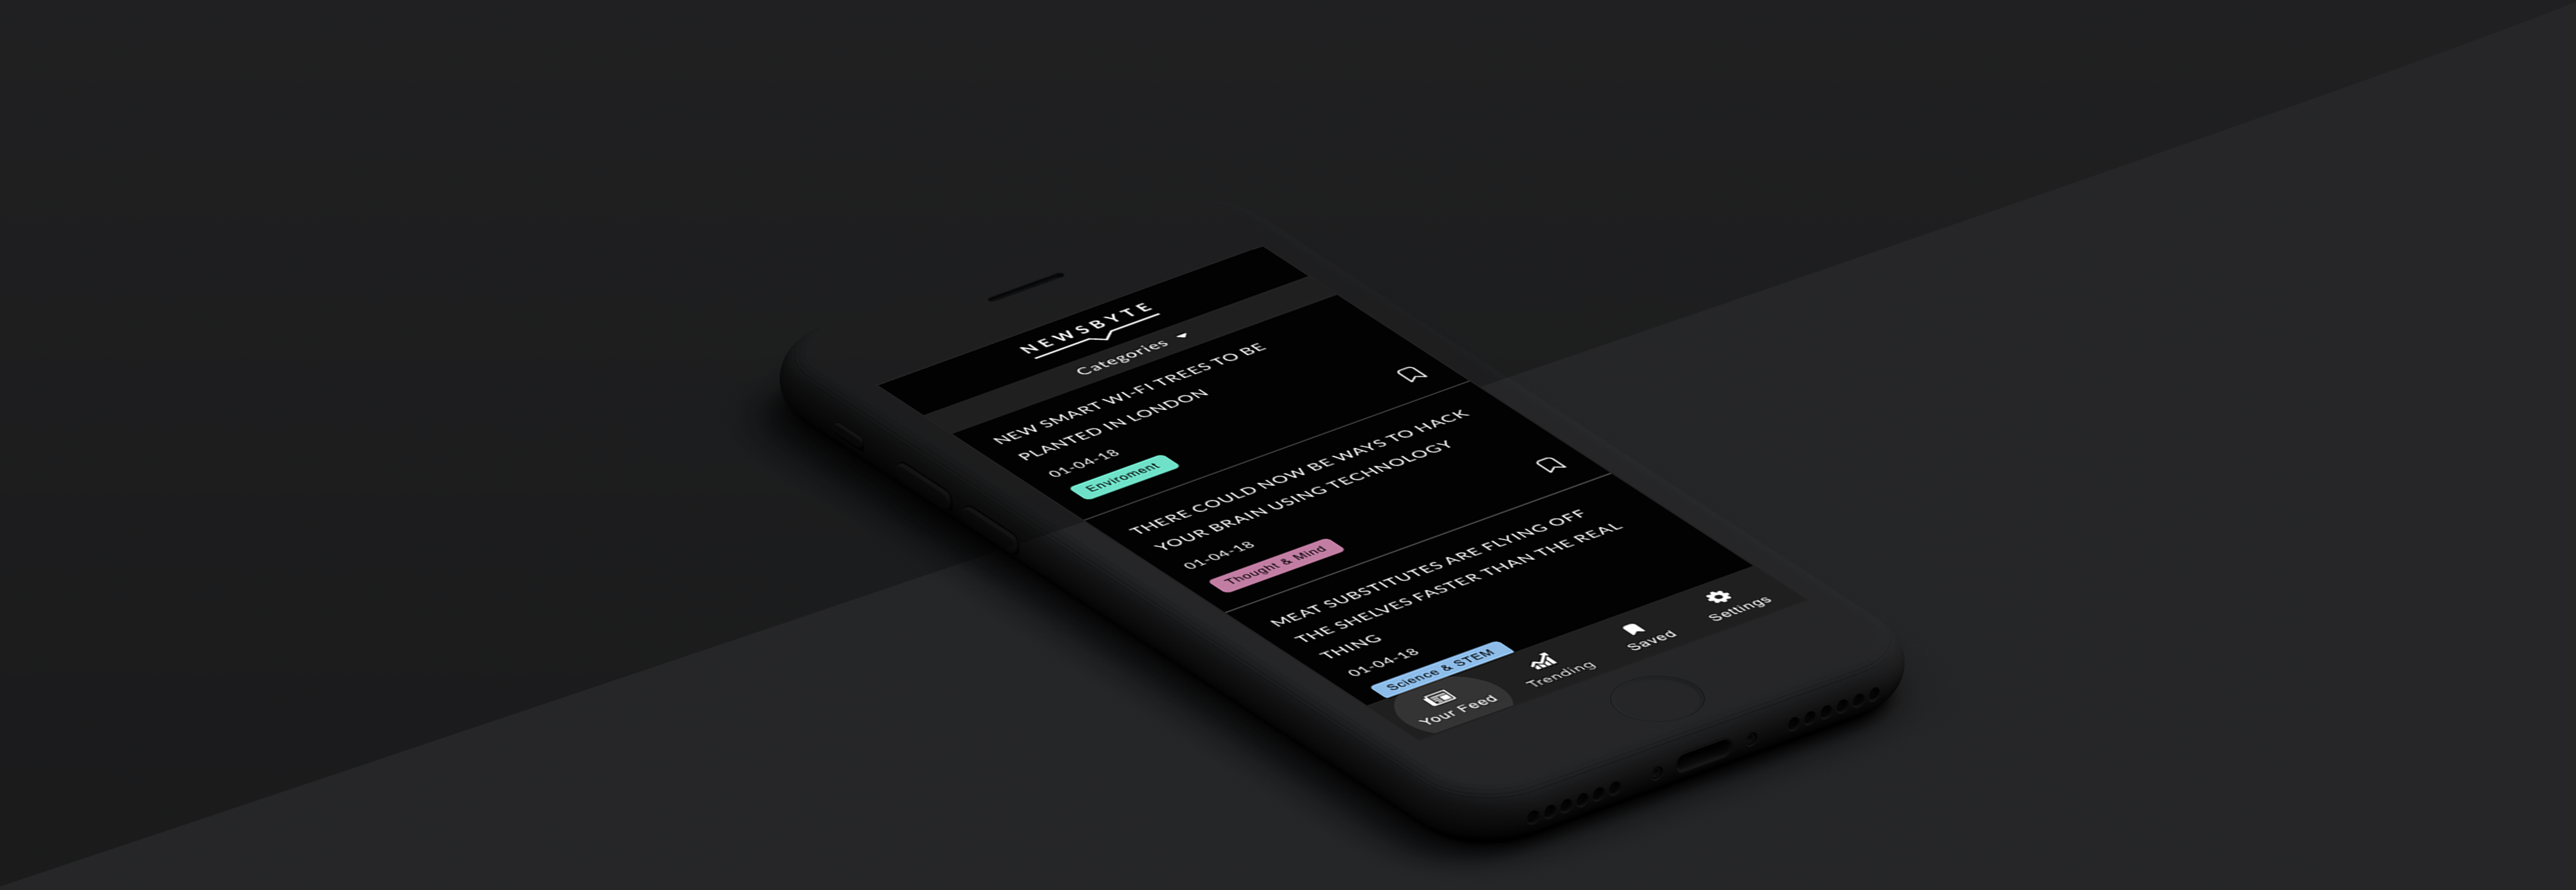 NEWSBYTE
Categories
NEW SMART WI-FI TREES TO BE
PLANTED IN LONDON
01-04-18
Enviroment
THERE COULD NOW BE WAYS TO HACK
YOUR BRAIN USING TECHNOLOGY
01-04-18
Thought & Mind
MEAT SUBSTITUTES ARE FLYING OFF
THE SHELVES FASTER THAN THE REAL
THING
01-04-18
Science & STEM
Your Feed
Trending
Saved
Settings